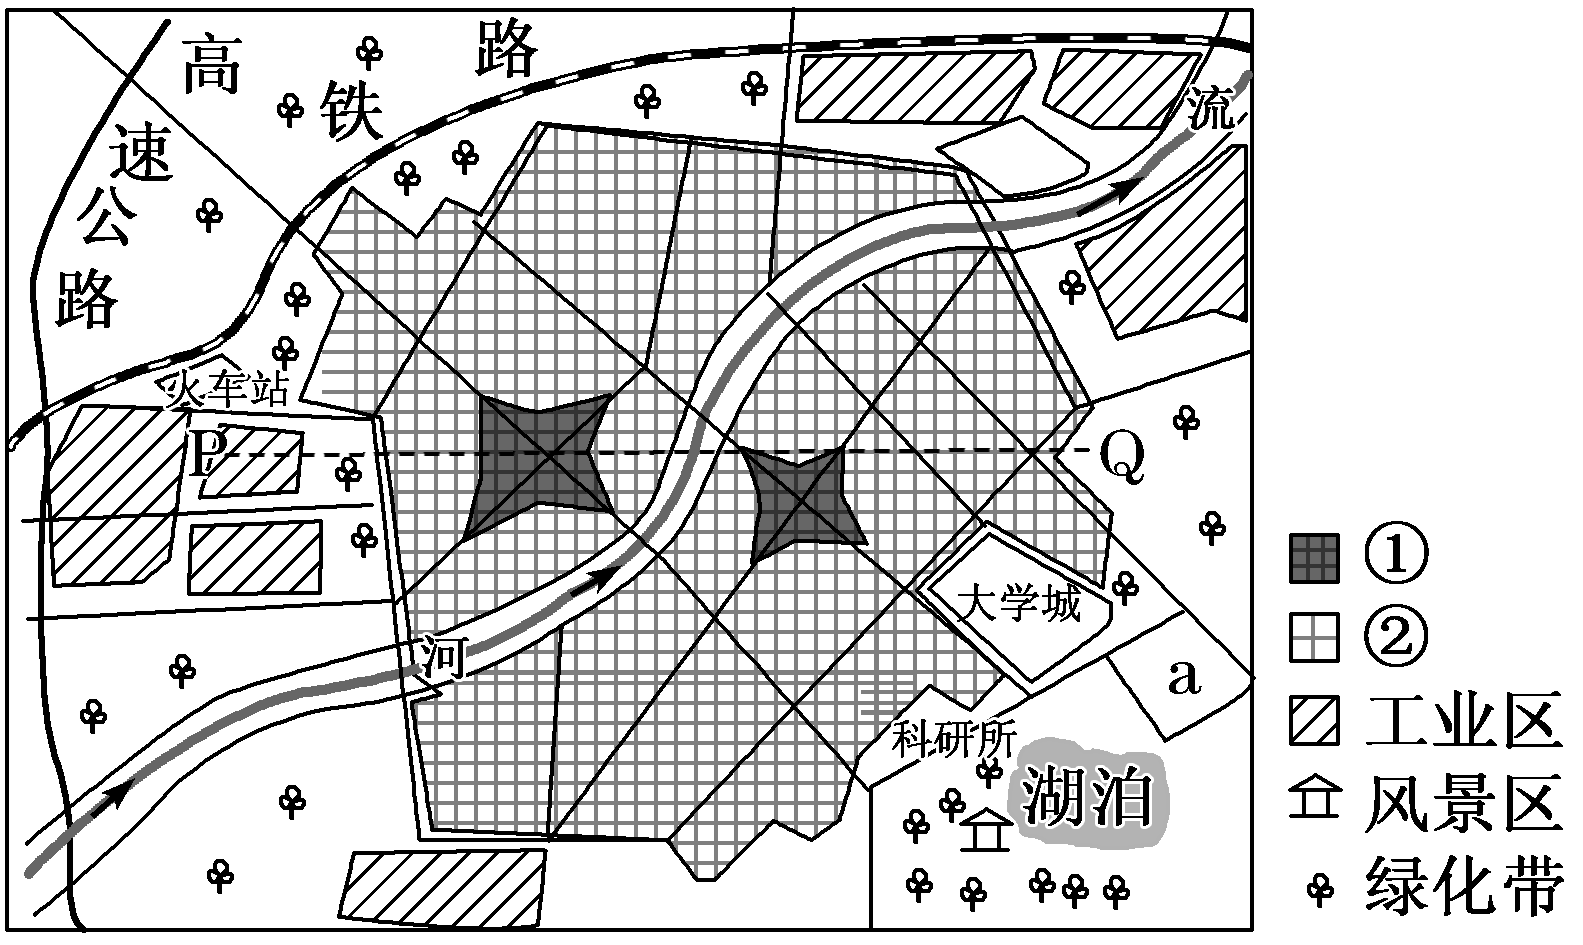 高速公路
铁路
火车站
P
Q
河流
大学城
a
科研所
湖泊
①
②
工业区
风景区
绿化带